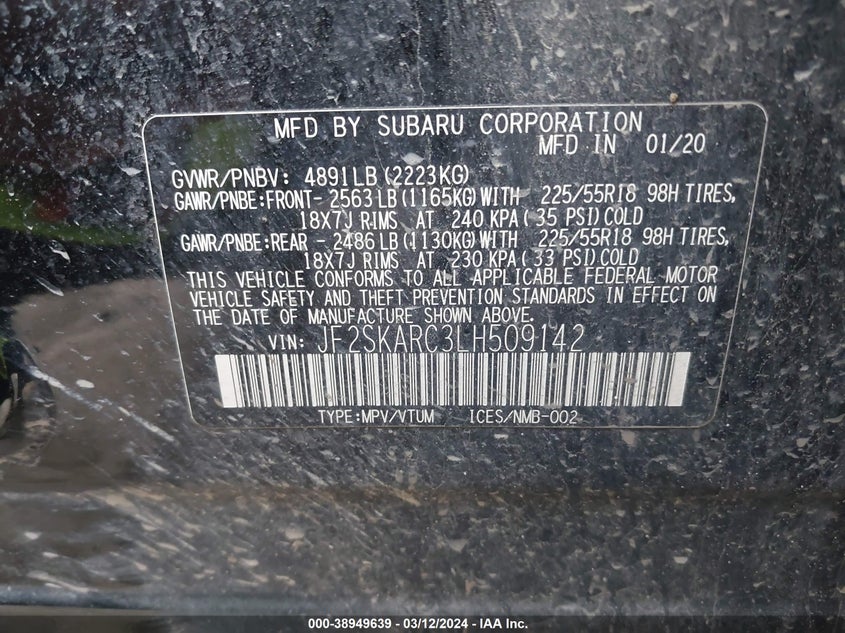 MFD BY SUBARU CORPORATION
MFD IN 01/20
GVWR/PNBV: 4891LB(2223KG)
GAWR/PNBE:FRONT- 2563LB(1165KG)WITH 225/55R18 98H TIRES,
18X7J RIMS AT 240 KPA(35 PSI)COLD
GAWR/PNBE:REAR - 2486LB(1130KG)WITH 225/55R18 98H TIRES,
18X7J RIMS AT 230 KPA(33 PSI)COLD
THIS VEHICLE CONFORMS TO ALL APPLICABLE FEDERAL MOTOR
VEHICLE SAFETY AND THEFT PREVENTION STANDARDS IN EFFECT ON
THE DATE OF MANUFACTURE SHOWN ABOVE.
VIN: JF2SKARC3LH509142
TYPE:MPV/VTUM ICES/NMB-002
000-38949639 - 03/12/2024 - IAA Inc.